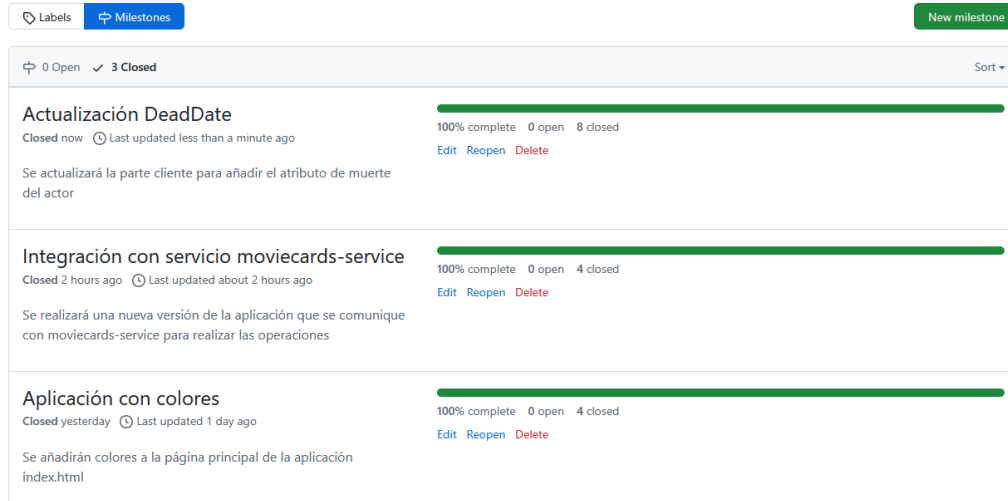 Labels Milestones New milestone
0 Open 3 Closed Sort
Actualización DeadDate
Closed now Last updated less than a minute ago
100% complete 0 open 8 closed
Edit Reopen Delete
Se actualizará la parte cliente para añadir el atributo de muerte
del actor
Integración con servicio moviecards-service
Closed 2 hours ago Last updated about 2 hours ago
100% complete 0 open 4 closed
Edit Reopen Delete
Se realizará una nueva versión de la aplicación que se comunique
con moviecards-service para realizar las operaciones
Aplicación con colores
Closed yesterday Last updated 1 day ago
100% complete 0 open 4 closed
Edit Reopen Delete
Se añadirán colores a la página principal de la aplicación
index.html